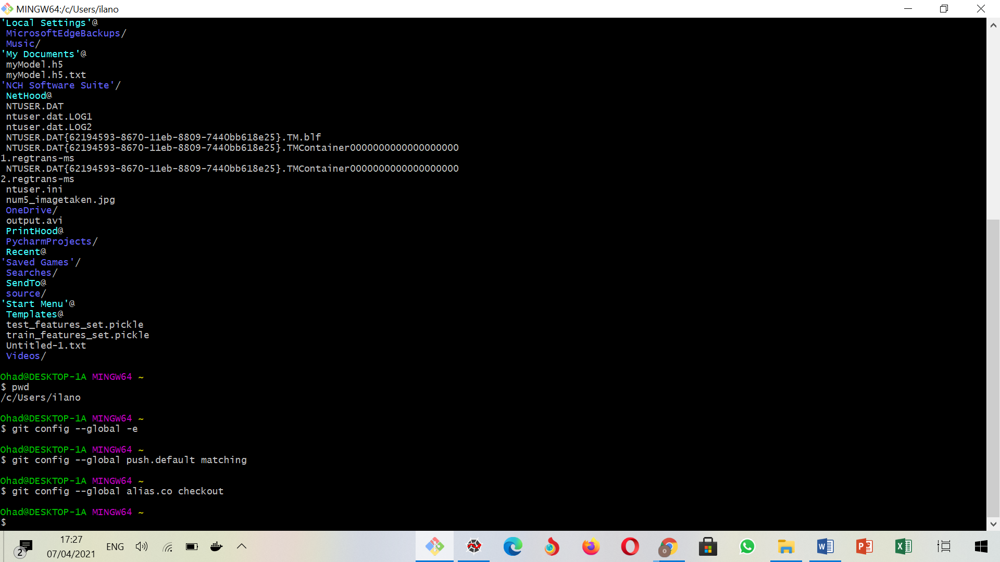 MINGW64:/c/Users/ilano
'Local Settings'@
MicrosoftEdgeBackups/
Music/
'My Documents'@
myModel.h5
myModel.h5.txt
'NCH Software Suite'/
NetHood@
NTUSER.DAT
ntuser.dat.LOG1
ntuser.dat.LOG2
NTUSER.DAT{62194593-8670-11eb-8809-7440bb618e25}.TM.blf
NTUSER.DAT{62194593-8670-11eb-8809-7440bb618e25}.TMContainer0000000000000000000
1.regtrans-ms
NTUSER.DAT{62194593-8670-11eb-8809-7440bb618e25}.TMContainer0000000000000000000
2.regtrans-ms
ntuser.ini
num5_imagetaken.jpg
OneDrive/
output.avi
PrintHood@
PycharmProjects/
Recent@
'Saved Games'/
Searches/
SendTo@
source/
'Start Menu'@
Templates@
test_features_set.pickle
train_features_set.pickle
Untitled-1.txt
Videos/
Ohad@DESKTOP-1A MINGW64 ~
$ pwd
/c/Users/ilano
Ohad@DESKTOP-1A MINGW64 ~
$ git config --global -e
Ohad@DESKTOP-1A MINGW64 ~
$ git config --global push.default matching
Ohad@DESKTOP-1A MINGW64 ~
$ git config --global alias.co checkout
Ohad@DESKTOP-1A MINGW64 ~
$
2
17:27
07/04/2021
ENG